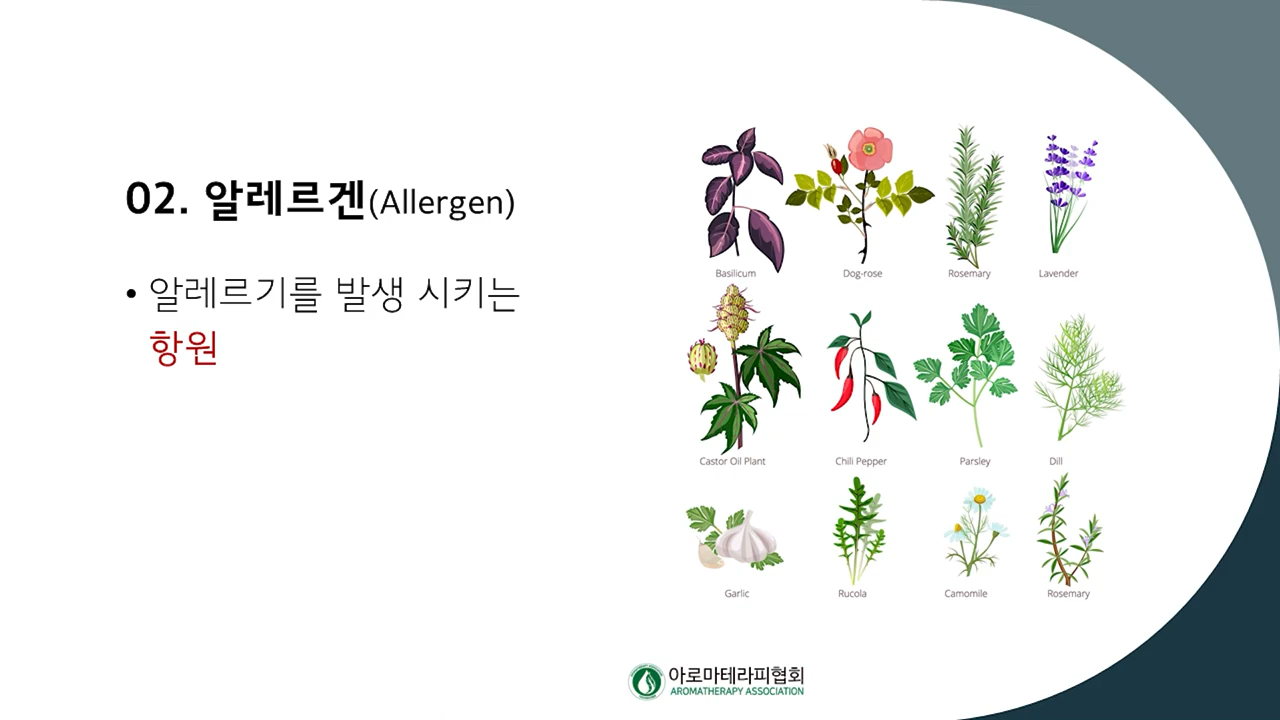 02. 알레르겐(Allergen)
• 알레르기를 발생 시키는
항원
Basilicum
Dog-rose
Rosemary
Lavender
Castor Oil Plant
Chili Pepper
Parsley
Dill
Garlic
Rucola
Camomile
Rosemary
아로마테라피협회
AROMATHERAPY ASSOCIATION